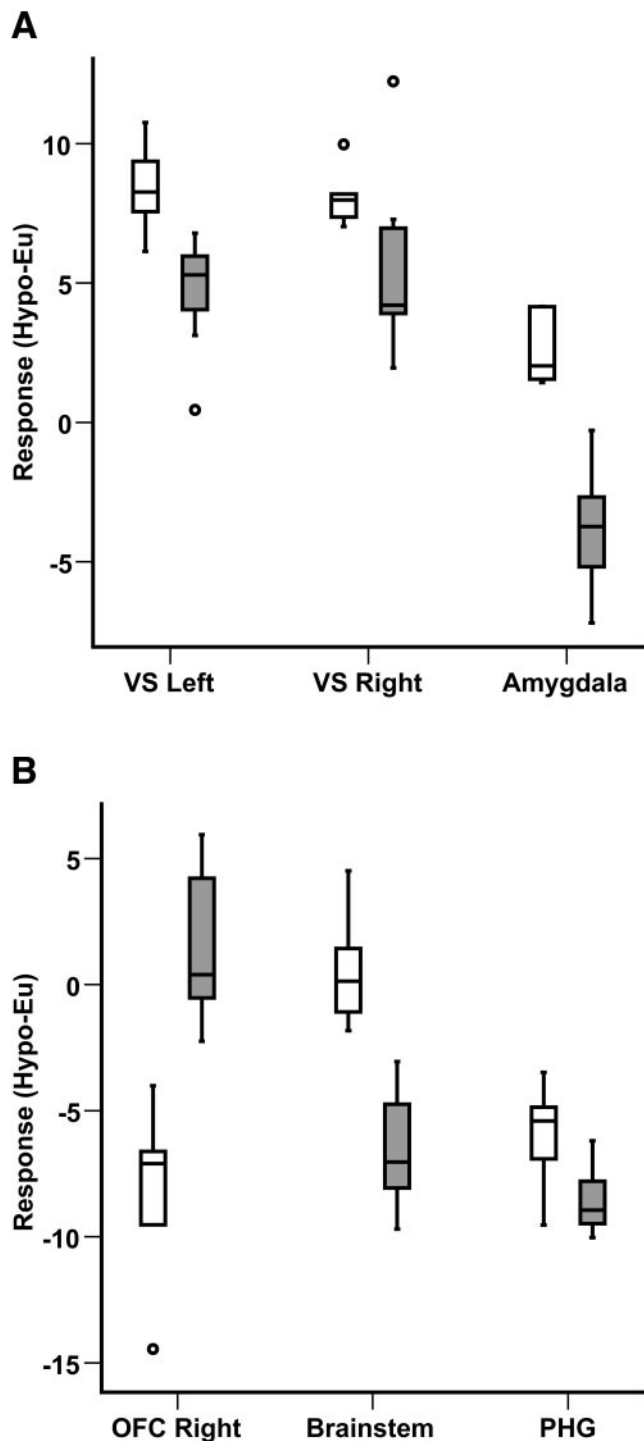 A
Response (Hypo-Eu)
10
5
0
-5
VS Left VS Right Amygdala
B
Response (Hypo-Eu)
5
0
-5
-10
-15
OFC Right Brainstem PHG